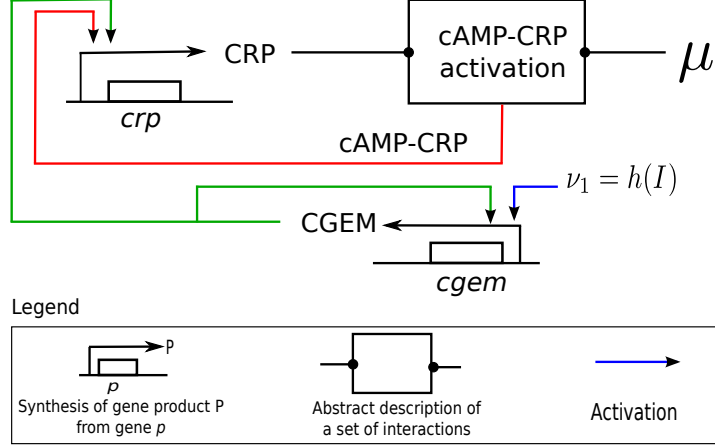 CRP
cAMP-CRP
activation
μ
crp
cAMP-CRP
ν₁ = h(I)
CGEM
cgem
Legend
P
p
Synthesis of gene product P
from gene p
Abstract description of
a set of interactions
Activation